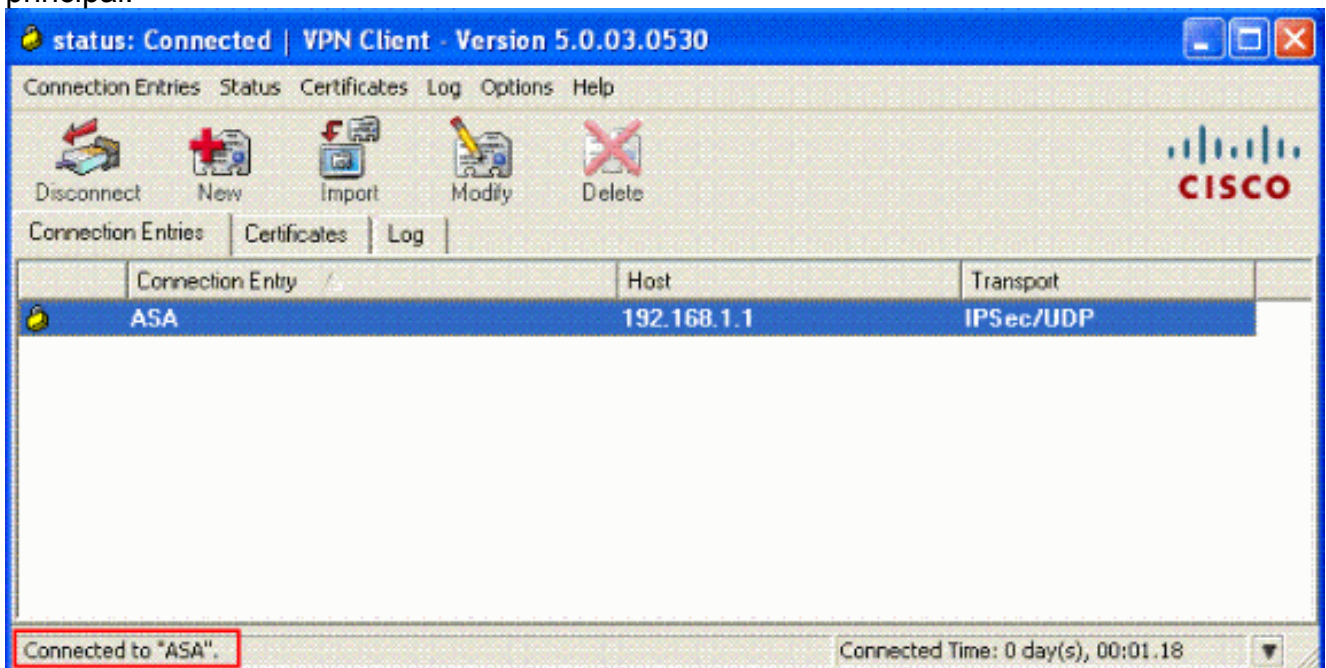 principal.
status: Connected | VPN Client - Version 5.0.03.0530
Connection Entries Status Certificates Log Options Help
Disconnect New Import Modify Delete
CISCO
Connection Entries Certificates Log
Connection Entry Host Transport
ASA 192.168.1.1 IPSec/UDP
Connected to "ASA". Connected Time: 0 day(s), 00:01.18